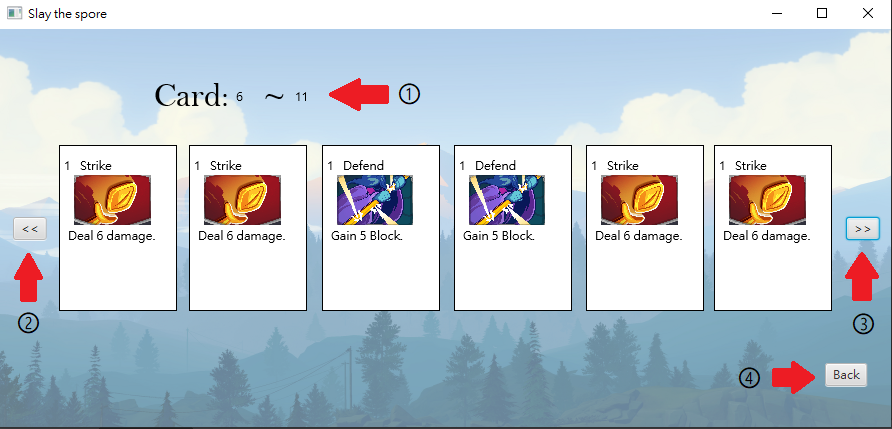 Slay the spore
Card: 6 ~ 11
①
1 Strike
Deal 6 damage.
1 Strike
Deal 6 damage.
1 Defend
Gain 5 Block.
1 Defend
Gain 5 Block.
1 Strike
Deal 6 damage.
1 Strike
Deal 6 damage.
<<
>>
②
③
④
Back